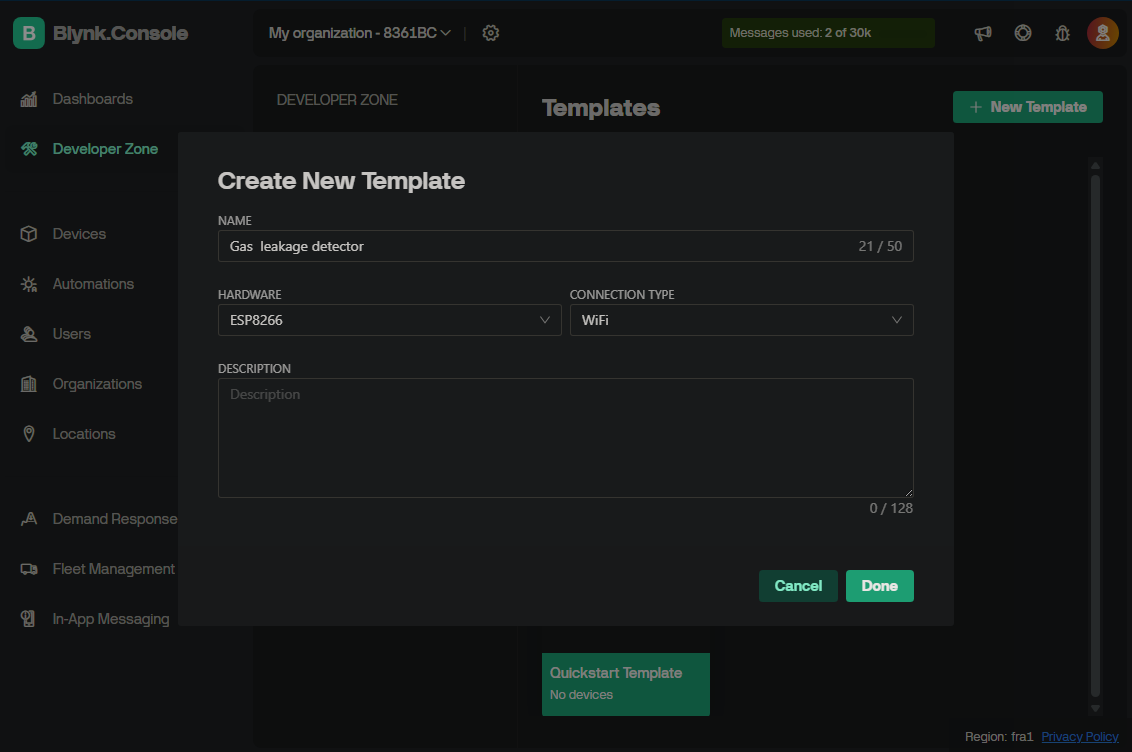 B Blynk.Console
My organization - 8361BC
Messages used: 2 of 30k
Dashboards
Developer Zone
Devices
Automations
Users
Organizations
Locations
Demand Response
Fleet Management
In-App Messaging
DEVELOPER ZONE
Templates
+ New Template
Create New Template
NAME
Gas  leakage detector 21 / 50
HARDWARE CONNECTION TYPE
ESP8266 WiFi
DESCRIPTION
Description
0 / 128
Cancel Done
Quickstart Template
No devices
Region: fra1 Privacy Policy